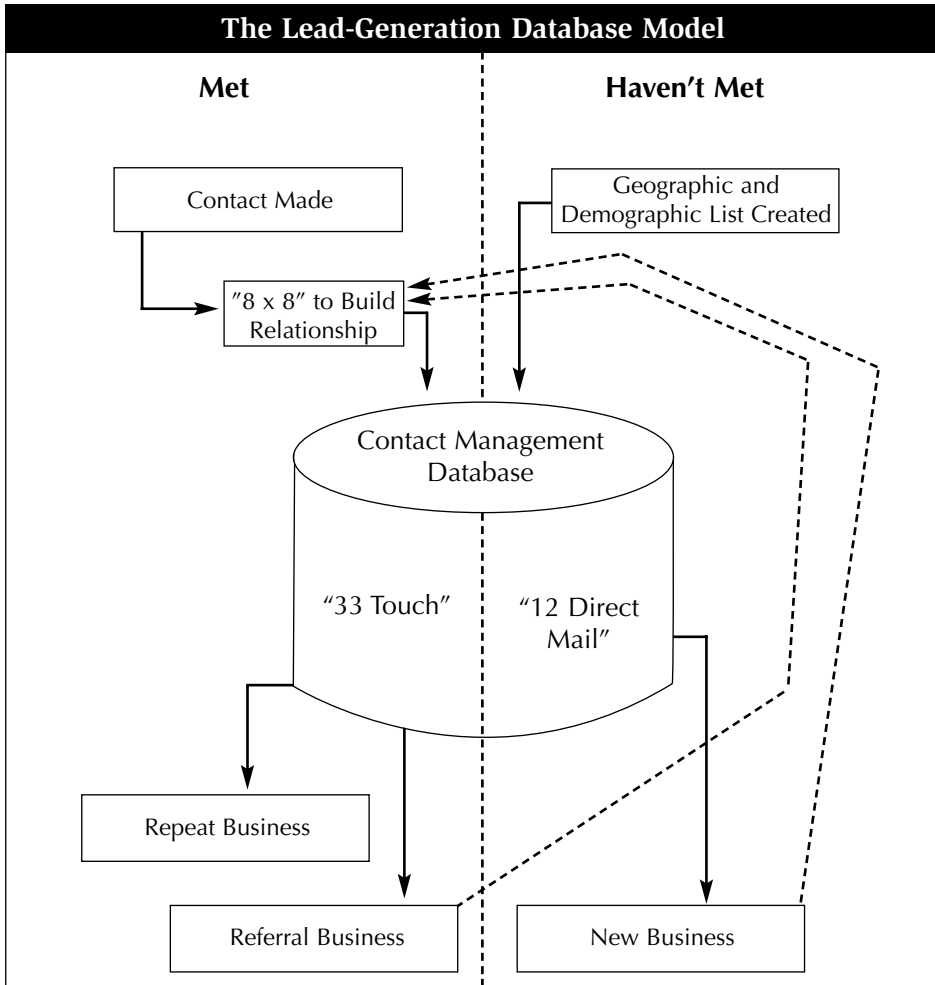 The Lead-Generation Database Model
Met
Haven't Met
Contact Made
Geographic and
Demographic List Created
"8 x 8" to Build
Relationship
Contact Management
Database
“33 Touch”
“12 Direct
Mail”
Repeat Business
Referral Business
New Business